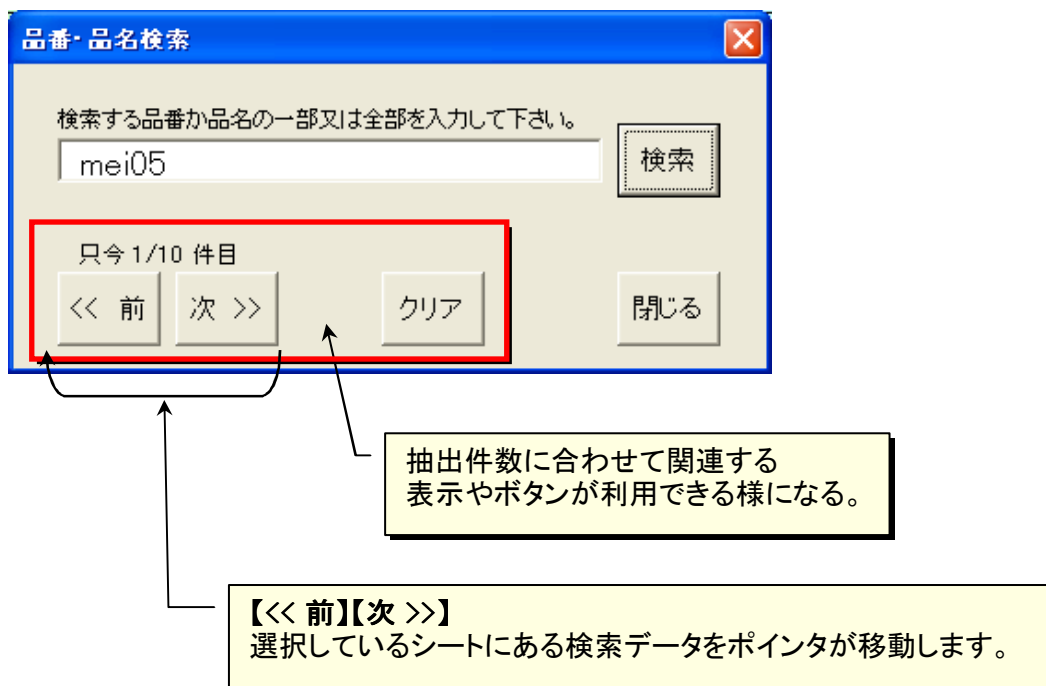 品番・品名検索
検索する品番か品名の一部又は全部を入力して下さい。
mei05
検索
只今 1/10 件目
<< 前
次 >>
クリア
閉じる
抽出件数に合わせて関連する
表示やボタンが利用できる様になる。
【<< 前】【次 >>】
選択しているシートにある検索データをポインタが移動します。